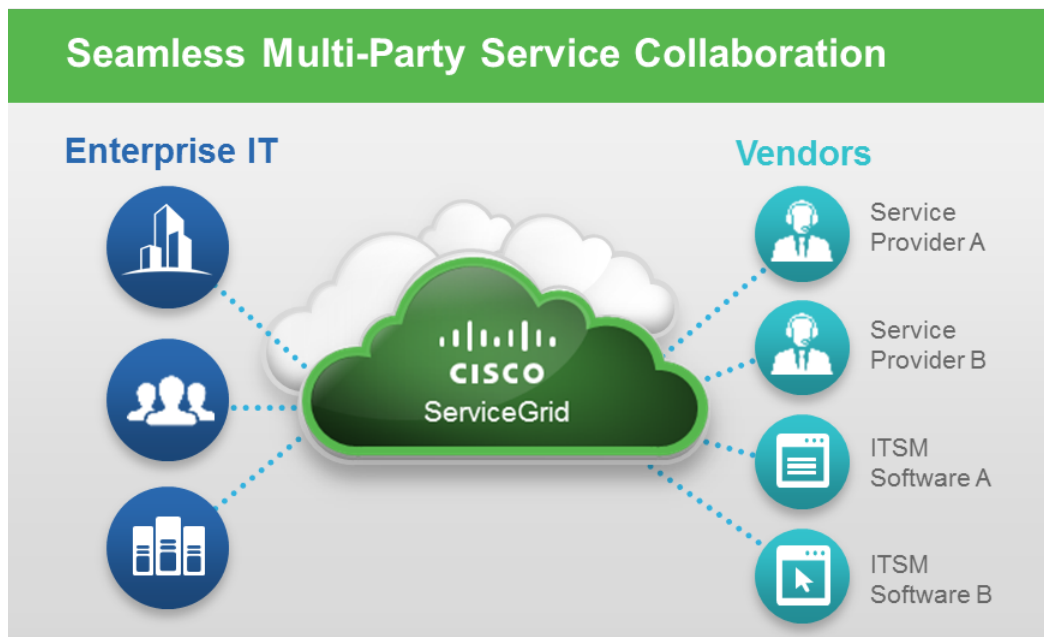 Seamless Multi-Party Service Collaboration
Enterprise IT
Vendors
CISCO
ServiceGrid
Service
Provider A
Service
Provider B
ITSM
Software A
ITSM
Software B